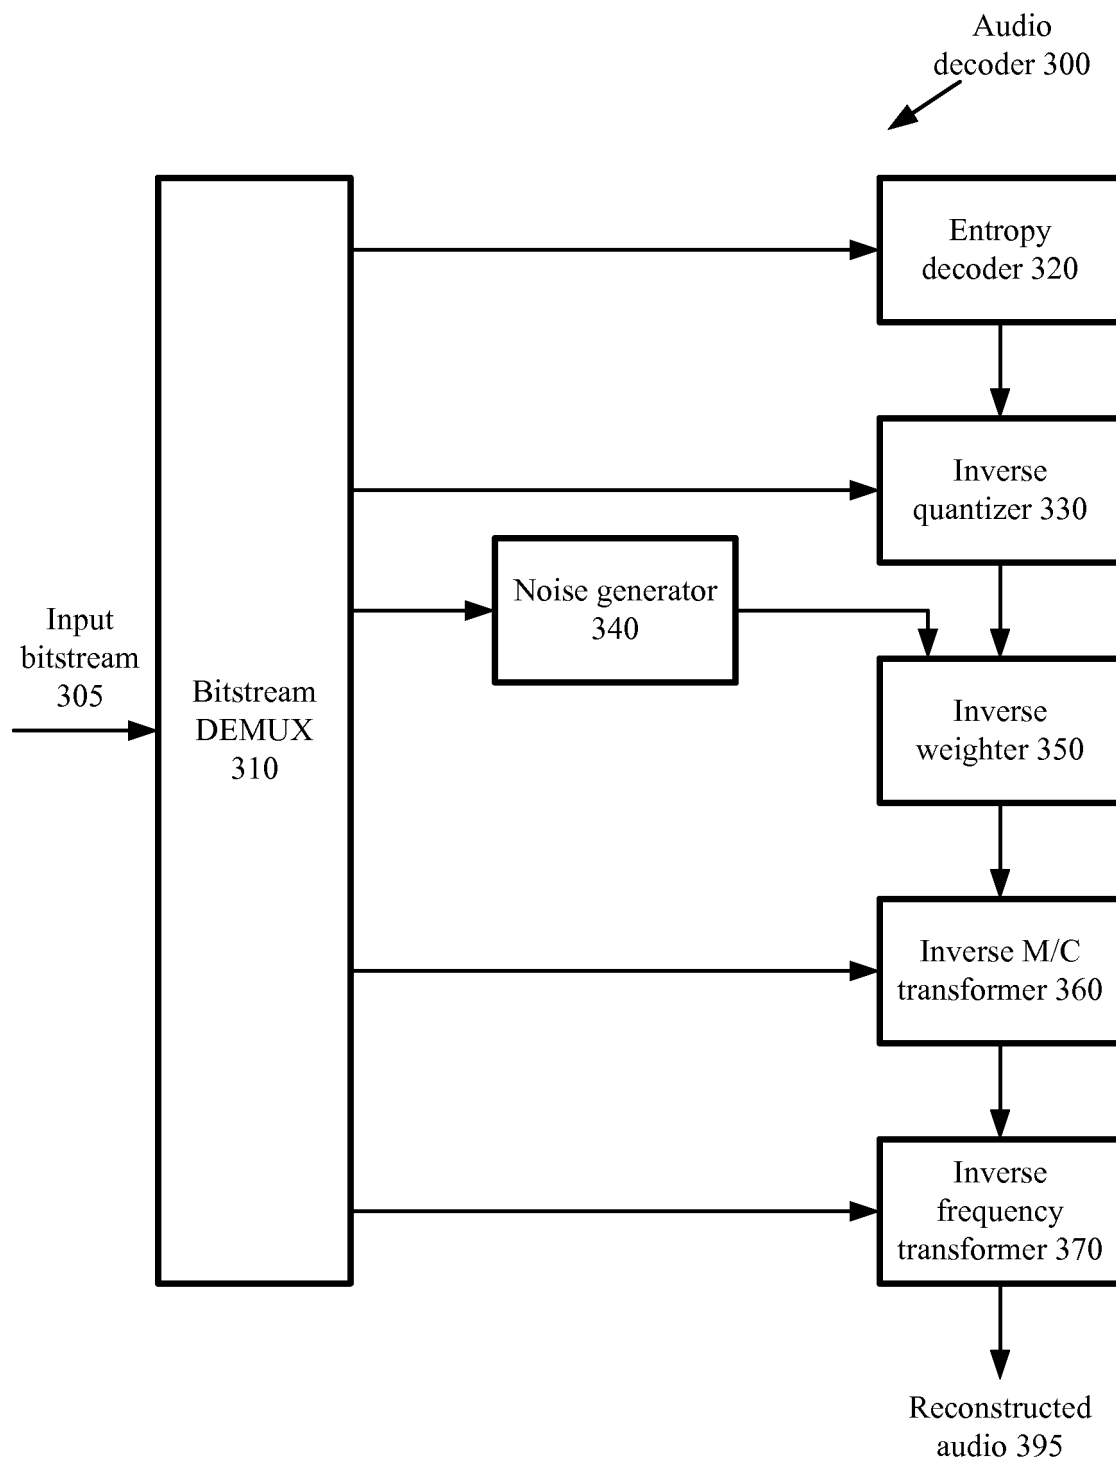 Audio
decoder 300
Entropy
decoder 320
Inverse
quantizer 330
Noise generator
340
Input
bitstream
305
Bitstream
DEMUX
310
Inverse
weighter 350
Inverse M/C
transformer 360
Inverse
frequency
transformer 370
Reconstructed
audio 395